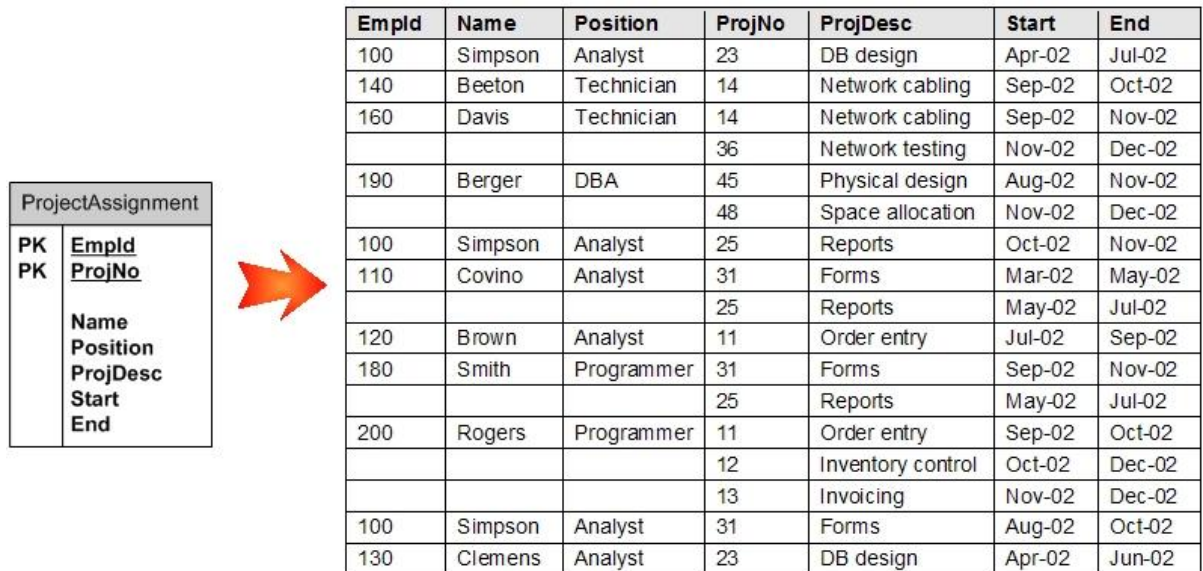 ProjectAssignment
PK EmpId
PK ProjNo
Name
Position
ProjDesc
Start
End
EmpId Name Position ProjNo ProjDesc Start End
100 Simpson Analyst 23 DB design Apr-02 Jul-02
140 Beeton Technician 14 Network cabling Sep-02 Oct-02
160 Davis Technician 14 Network cabling Sep-02 Nov-02
36 Network testing Nov-02 Dec-02
190 Berger DBA 45 Physical design Aug-02 Nov-02
48 Space allocation Nov-02 Dec-02
100 Simpson Analyst 25 Reports Oct-02 Nov-02
110 Covino Analyst 31 Forms Mar-02 May-02
25 Reports May-02 Jul-02
120 Brown Analyst 11 Order entry Jul-02 Sep-02
180 Smith Programmer 31 Forms Sep-02 Nov-02
25 Reports May-02 Jul-02
200 Rogers Programmer 11 Order entry Sep-02 Oct-02
12 Inventory control Oct-02 Dec-02
13 Invoicing Nov-02 Dec-02
100 Simpson Analyst 31 Forms Aug-02 Oct-02
130 Clemens Analyst 23 DB design Apr-02 Jun-02